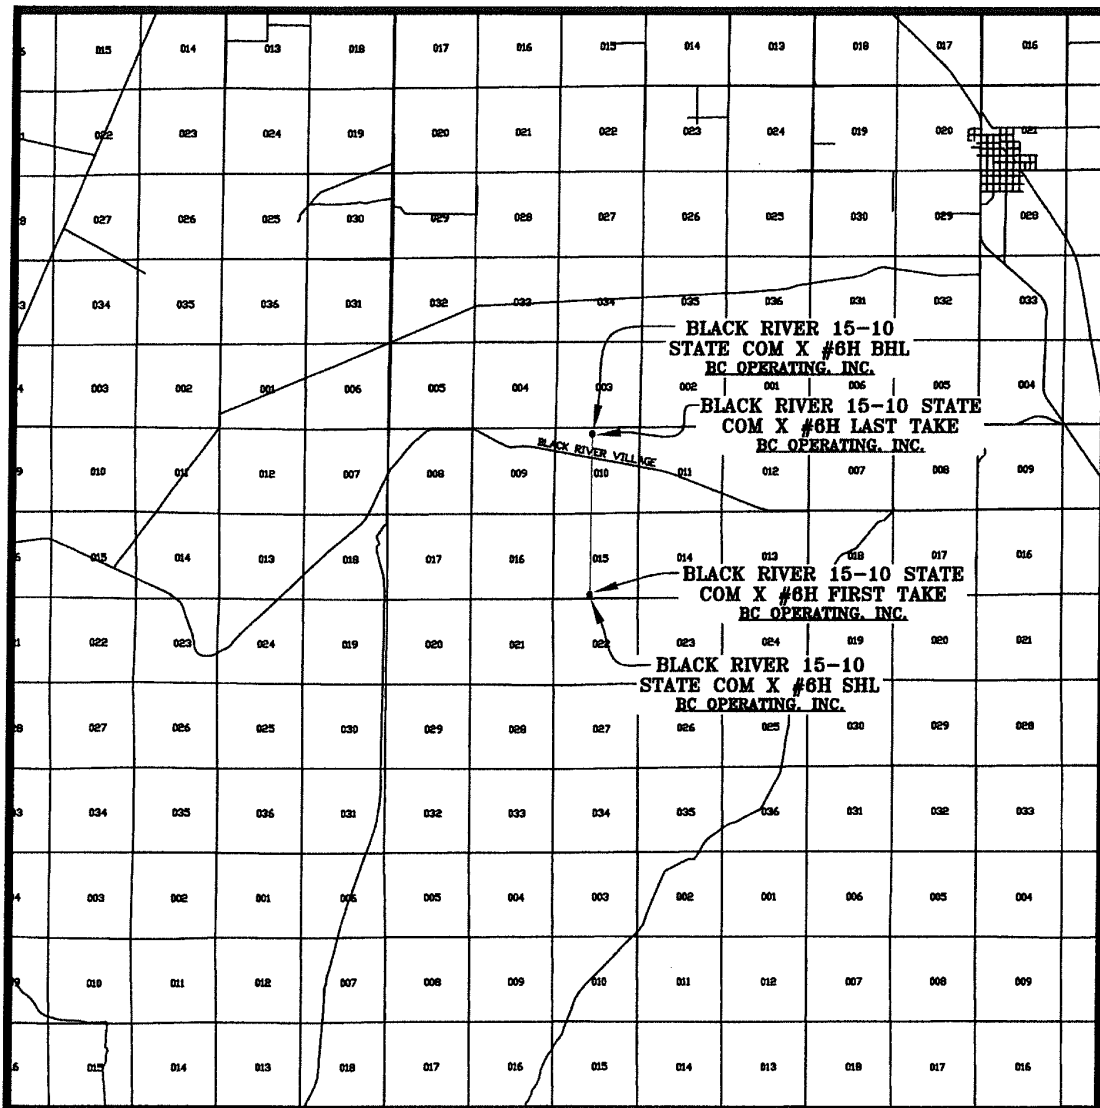 6 015 014 013 018 017 016 015 014 013 018 017 016
022 023 024 019 020 021 022 023 024 019 020 021
027 026 025 030 029 028 027 026 025 030 029 028
3 034 035 036 031 032 033 034 035 036 031 032 033
BLACK RIVER 15-10
STATE COM X #6H BHL
BC OPERATING, INC.
4 003 002 001 006 005 004 003 002 001 006 005 004
BLACK RIVER 15-10 STATE
COM X #6H LAST TAKE
BC OPERATING, INC.
BLACK RIVER VILLAGE
9 010 011 012 007 008 009 010 011 012 007 008 009
6 015 014 013 018 017 016 015 014 013 018 017 016
BLACK RIVER 15-10 STATE
COM X #6H FIRST TAKE
BC OPERATING, INC.
022 023 024 019 020 021 022 023 024 019 020 021
BLACK RIVER 15-10
STATE COM X #6H SHL
BC OPERATING, INC.
28 027 026 025 030 029 028 027 026 025 030 029 028
33 034 035 036 031 032 033 034 035 036 031 032 033
4 003 002 001 006 005 004 003 002 001 006 005 004
09 010 011 012 007 008 009 010 011 012 007 008 009
6 015 014 013 018 017 016 015 014 013 018 017 016